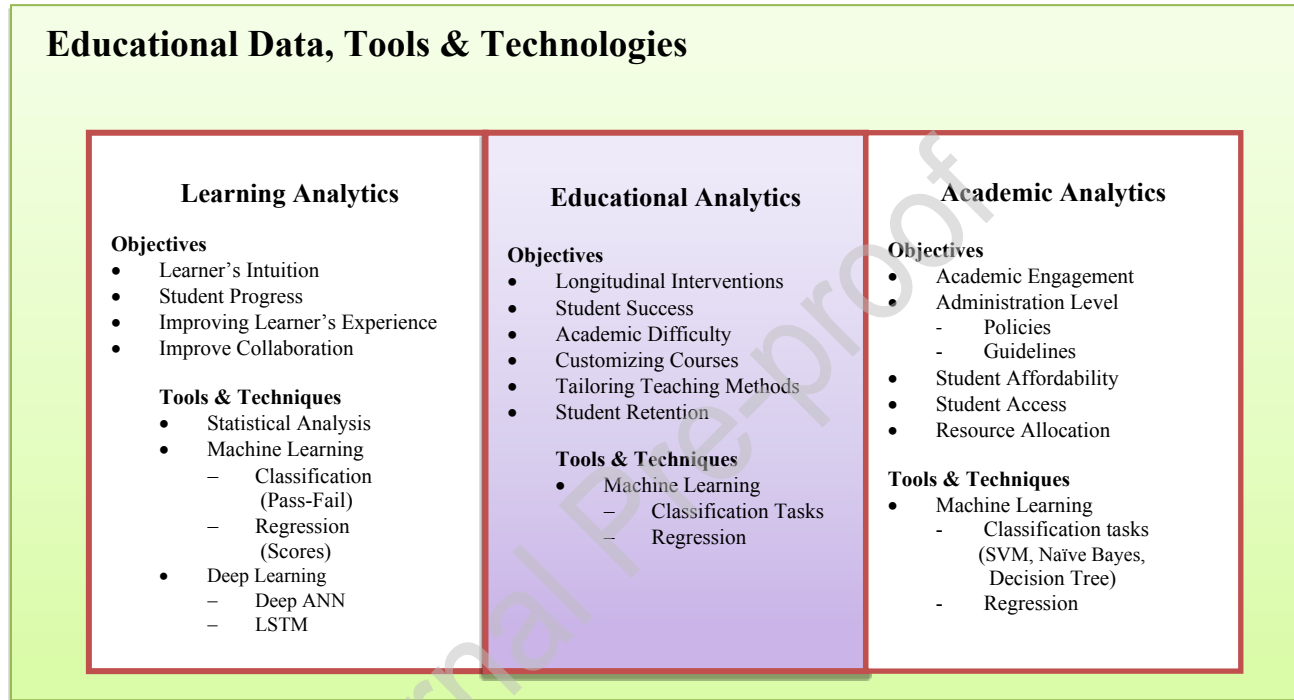 Educational Data, Tools & Technologies
Learning Analytics
Objectives
• Learner's Intuition
• Student Progress
• Improving Learner's Experience
• Improve Collaboration
Tools & Techniques
• Statistical Analysis
• Machine Learning
– Classification
(Pass-Fail)
– Regression
(Scores)
• Deep Learning
– Deep ANN
– LSTM
Educational Analytics
Objectives
• Longitudinal Interventions
• Student Success
• Academic Difficulty
• Customizing Courses
• Tailoring Teaching Methods
• Student Retention
Tools & Techniques
• Machine Learning
– Classification Tasks
– Regression
Academic Analytics
Objectives
• Academic Engagement
• Administration Level
- Policies
- Guidelines
• Student Affordability
• Student Access
• Resource Allocation
Tools & Techniques
• Machine Learning
- Classification tasks
(SVM, Naïve Bayes,
Decision Tree)
- Regression
rnal Pre-proof